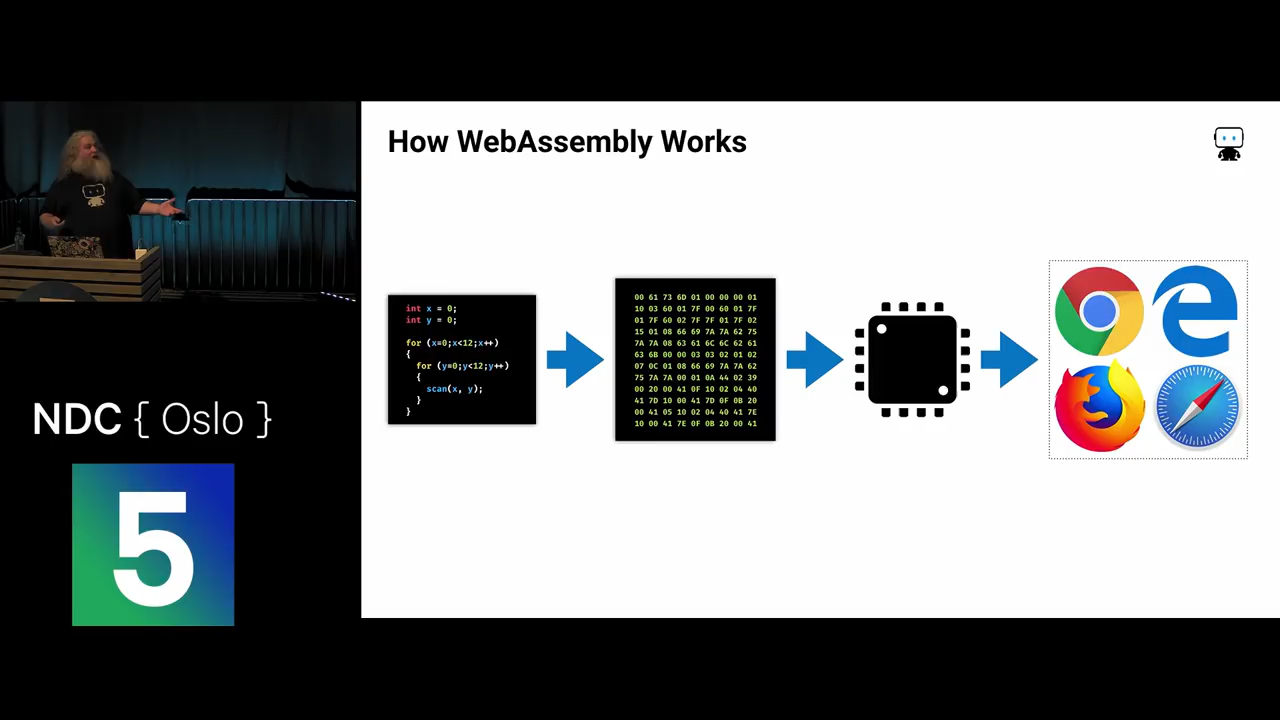 How WebAssembly Works
int x = 0;
int y = 0;
for (x=0;x<12;x++)
{
for (y=0;y<12;y++)
{
scan(x, y);
}
}
00 61 73 6D 01 00 00 00 01
10 03 60 01 7F 00 60 01 7F
01 7F 60 02 7F 7F 01 7F 02
15 01 08 66 69 7A 7A 62 75
7A 7A 08 63 61 6C 6C 62 61
63 6B 00 00 03 03 02 01 02
07 0C 01 08 66 69 7A 7A 62
75 7A 7A 00 01 0A 44 02 39
00 20 00 41 0F 10 02 04 40
41 7D 10 00 41 7D 0F 0B 20
00 41 05 10 02 04 40 41 7E
10 00 41 7E 0F 0B 20 00 41
NDC { Oslo }
5